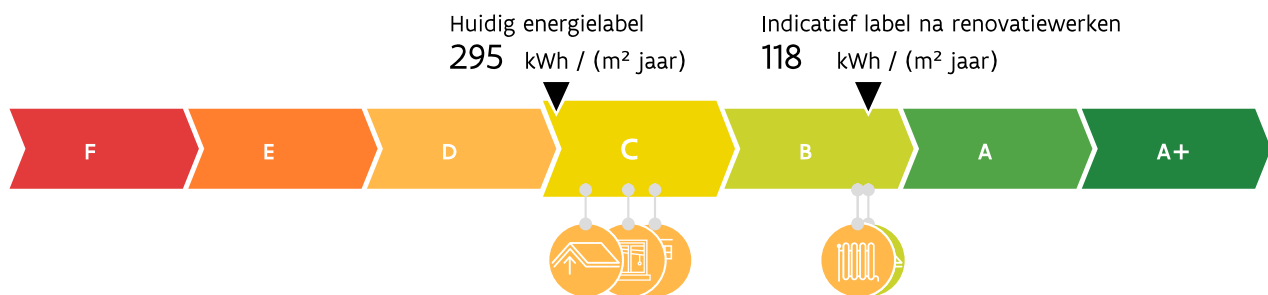 Huidig energielabel
295 kWh / (m² jaar)
Indicatief label na renovatiewerken
118 kWh / (m² jaar)
F E D C B A A+